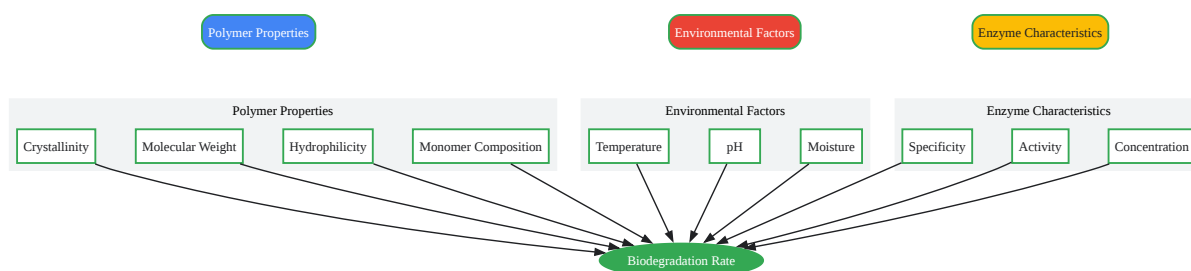 Polymer Properties
Environmental Factors
Enzyme Characteristics
Polymer Properties
Environmental Factors
Enzyme Characteristics
Crystallinity
Molecular Weight
Hydrophilicity
Monomer Composition
Temperature
pH
Moisture
Specificity
Activity
Concentration
Biodegradation Rate